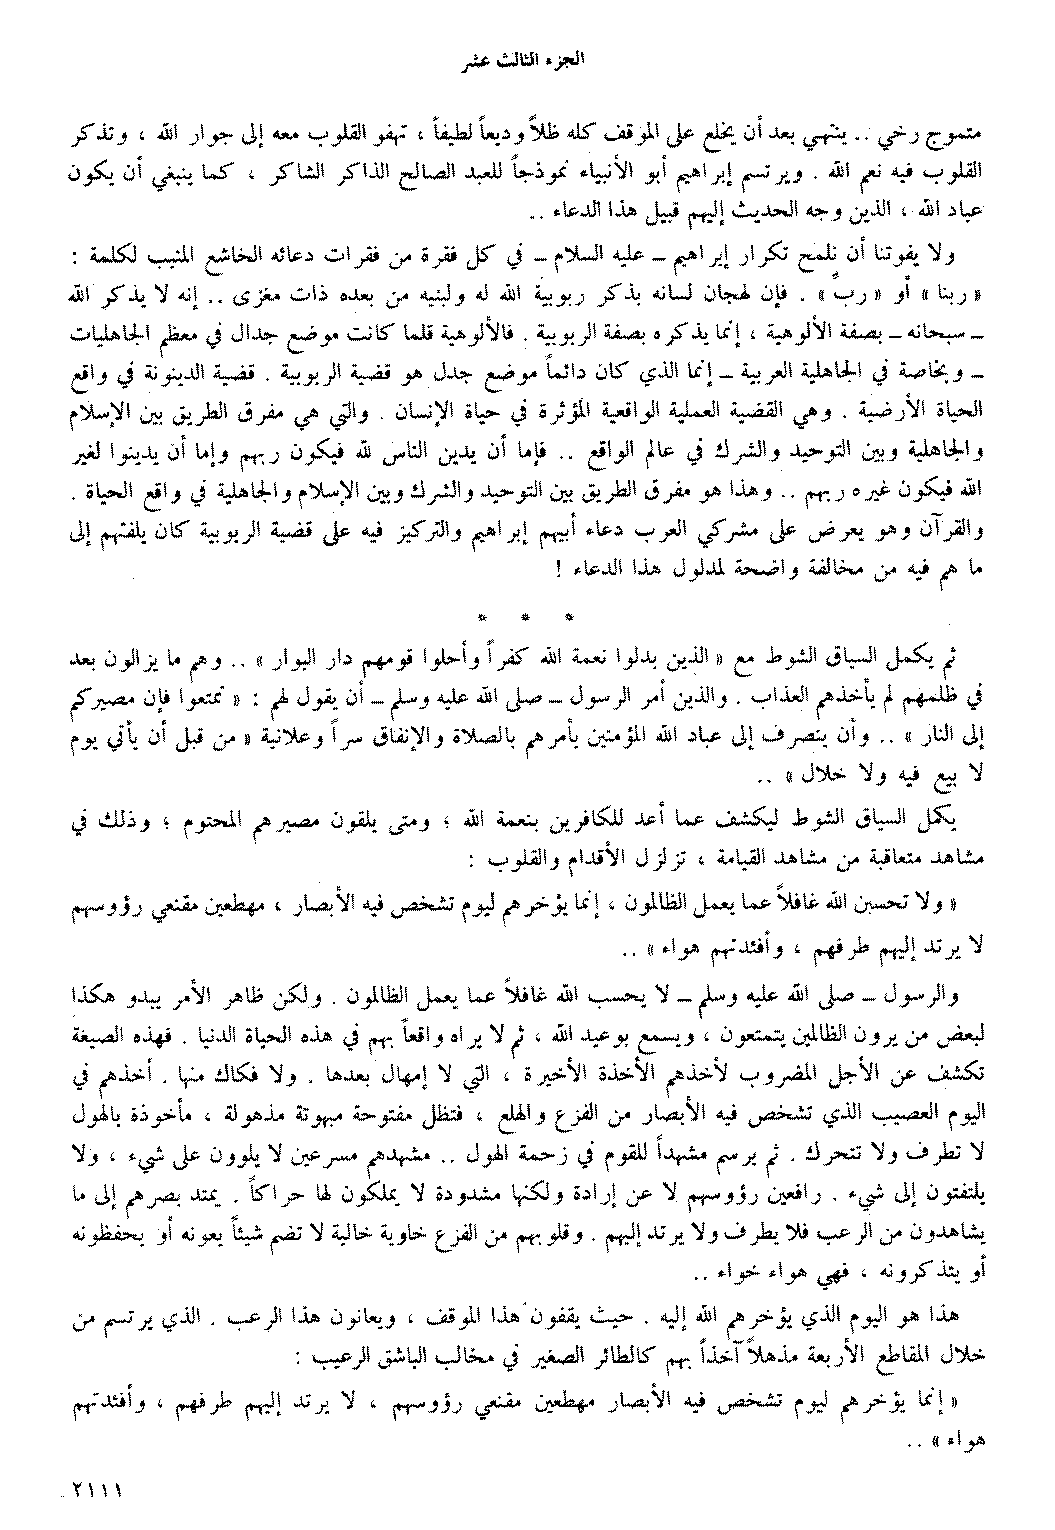 الجزء الثالث عشر
متموج رخي .. ينتهي بعد أن يخلع على الموقف كله ظلاً وديعاً لطيفاً ، تهفو القلوب معه إلى جوار الله ، وتذكر
القلوب فيه نعم الله . ويرتسم إبراهيم أبو الأنبياء نموذجاً للعبد الصالح الذاكر الشاكر ، كما ينبغي أن يكون
عباد الله ، الذين وجه الحديث إليهم قبيل هذا الدعاء ..
ولا يفوتنا أن نلمح تكرار إبراهيم – عليه السلام – في كل فقرة من فقرات دعائه الخاشع المنيب لكلمة :
« ربنا » أو « ربِّ » . فإن لهجان لسانه بذكر ربوبية الله له ولبنيه من بعده ذات مغزى .. إنه لا يذكر الله
– سبحانه – بصفة الألوهية ، إنما يذكره بصفة الربوبية . فالألوهية قلما كانت موضع جدال في معظم الجاهليات
– وبخاصة في الجاهلية العربية – إنما الذي كان دائماً موضع جدل هو قضية الربوبية . قضية الدينونة في واقع
الحياة الأرضية . وهي القضية العملية الواقعية المؤثرة في حياة الإنسان . والتي هي مفرق الطريق بين الإسلام
والجاهلية وبين التوحيد والشرك في عالم الواقع .. فإما أن يدين الناس لله فيكون ربهم وإما أن يدينوا لغير
الله فيكون غيره ربهم .. وهذا هو مفرق الطريق بين التوحيد والشرك وبين الإسلام والجاهلية في واقع الحياة .
والقرآن وهو يعرض على مشركي العرب دعاء أبيهم إبراهيم والتركيز فيه على قضية الربوبية كان يلفتهم إلى
ما هم فيه من مخالفة واضحة لمدلول هذا الدعاء !
* * *
ثم يكمل السياق الشوط مع « الذين بدلوا نعمة الله كفراً وأحلوا قومهم دار البوار » .. وهم ما يزالون بعد
في ظلمهم لم يأخذهم العذاب . والذين أمر الرسول – صلى الله عليه وسلم – أن يقول لهم : « تمتعوا فإن مصيركم
إلى النار » .. وأن ينصرف إلى عباد الله المؤمنين يأمرهم بالصلاة والإنفاق سراً وعلانية « من قبل أن يأتي يوم
لا بيع فيه ولا خلال » ..
يكمل السياق الشوط ليكشف عما أعد للكافرين بنعمة الله ؛ ومتى يلقون مصيرهم المحتوم ؛ وذلك في
مشاهد متعاقبة من مشاهد القيامة ، تزلزل الأقدام والقلوب :
« ولا تحسبن الله غافلاً عما يعمل الظالمون ، إنما يؤخرهم ليوم تشخص فيه الأبصار ، مهطعين مقنعي رؤوسهم
لا يرتد إليهم طرفهم ، وأفئدتهم هواء » ..
والرسول – صلى الله عليه وسلم – لا يحسب الله غافلاً عما يعمل الظالمون . ولكن ظاهر الأمر يبدو هكذا
لبعض من يرون الظالمين يتمتعون ، ويسمع بوعيد الله ، ثم لا يراه واقعاً بهم في هذه الحياة الدنيا . فهذه الصيغة
تكشف عن الأجل المضروب لأخذهم الأخذة الأخيرة ، التي لا إمهال بعدها . ولا فكاك منها . أخذهم في
اليوم العصيب الذي تشخص فيه الأبصار من الفزع والهلع ، فتظل مفتوحة مبهوتة مذهولة ، مأخوذة بالهول
لا تطرف ولا تتحرك . ثم يرسم مشهداً للقوم في زحمة الهول .. مشهدهم مسرعين لا يلوون على شيء ، ولا
يلتفتون إلى شيء . رافعين رؤوسهم لا عن إرادة ولكنها مشدودة لا يملكون لها حراكاً . يمتد بصرهم إلى ما
يشاهدون من الرعب فلا يطرف ولا يرتد إليهم . وقلوبهم من الفزع خاوية خالية لا تضم شيئاً يعونه أو يحفظونه
أو يتذكرونه ، فهي هواء خواء ..
هذا هو اليوم الذي يؤخرهم الله إليه . حيث يقفون هذا الموقف ، ويعانون هذا الرعب . الذي يرتسم من
خلال المقاطع الأربعة مذهلاً آخذاً بهم كالطائر الصغير في مخالب الباشق الرعيب :
« إنما يؤخرهم ليوم تشخص فيه الأبصار مهطعين مقنعي رؤوسهم ، لا يرتد إليهم طرفهم ، وأفئدتهم
هواء » ..
٢١١١